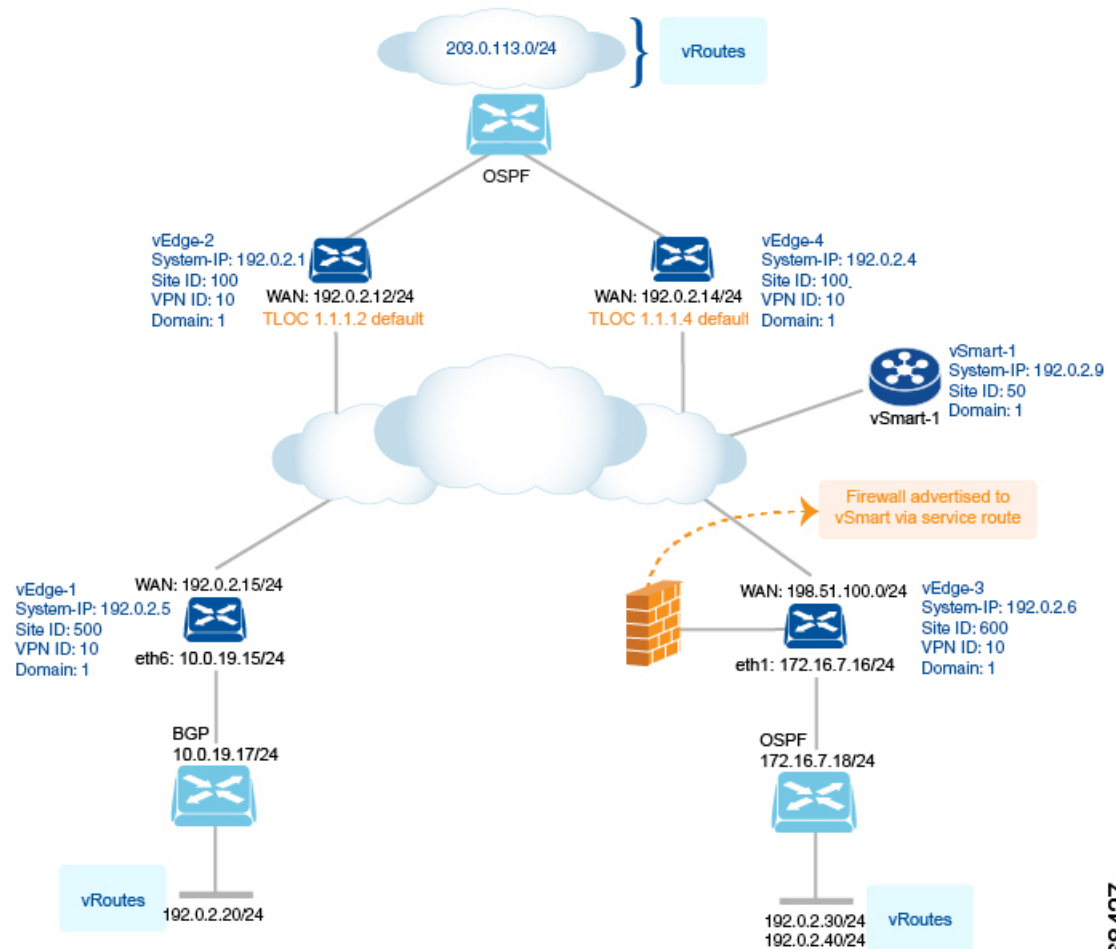 203.0.113.0/24
vRoutes
OSPF
vEdge-2
System-IP: 192.0.2.1
Site ID: 100
VPN ID: 10
Domain: 1
WAN: 192.0.2.12/24
TLOC 1.1.1.2 default
WAN: 192.0.2.14/24
TLOC 1.1.1.4 default
vEdge-4
System-IP: 192.0.2.4
Site ID: 100.
VPN ID: 10
Domain: 1
vSmart-1
vSmart-1
System-IP: 192.0.2.9
Site ID: 50
Domain: 1
Firewall advertised to
vSmart via service route
vEdge-1
System-IP: 192.0.2.5
Site ID: 500
VPN ID: 10
Domain: 1
WAN: 192.0.2.15/24
eth6: 10.0.19.15/24
WAN: 198.51.100.0/24
eth1: 172.16.7.16/24
vEdge-3
System-IP: 192.0.2.6
Site ID: 600
VPN ID: 10
Domain: 1
BGP
10.0.19.17/24
OSPF
172.16.7.18/24
vRoutes
192.0.2.20/24
192.0.2.30/24
192.0.2.40/24
vRoutes